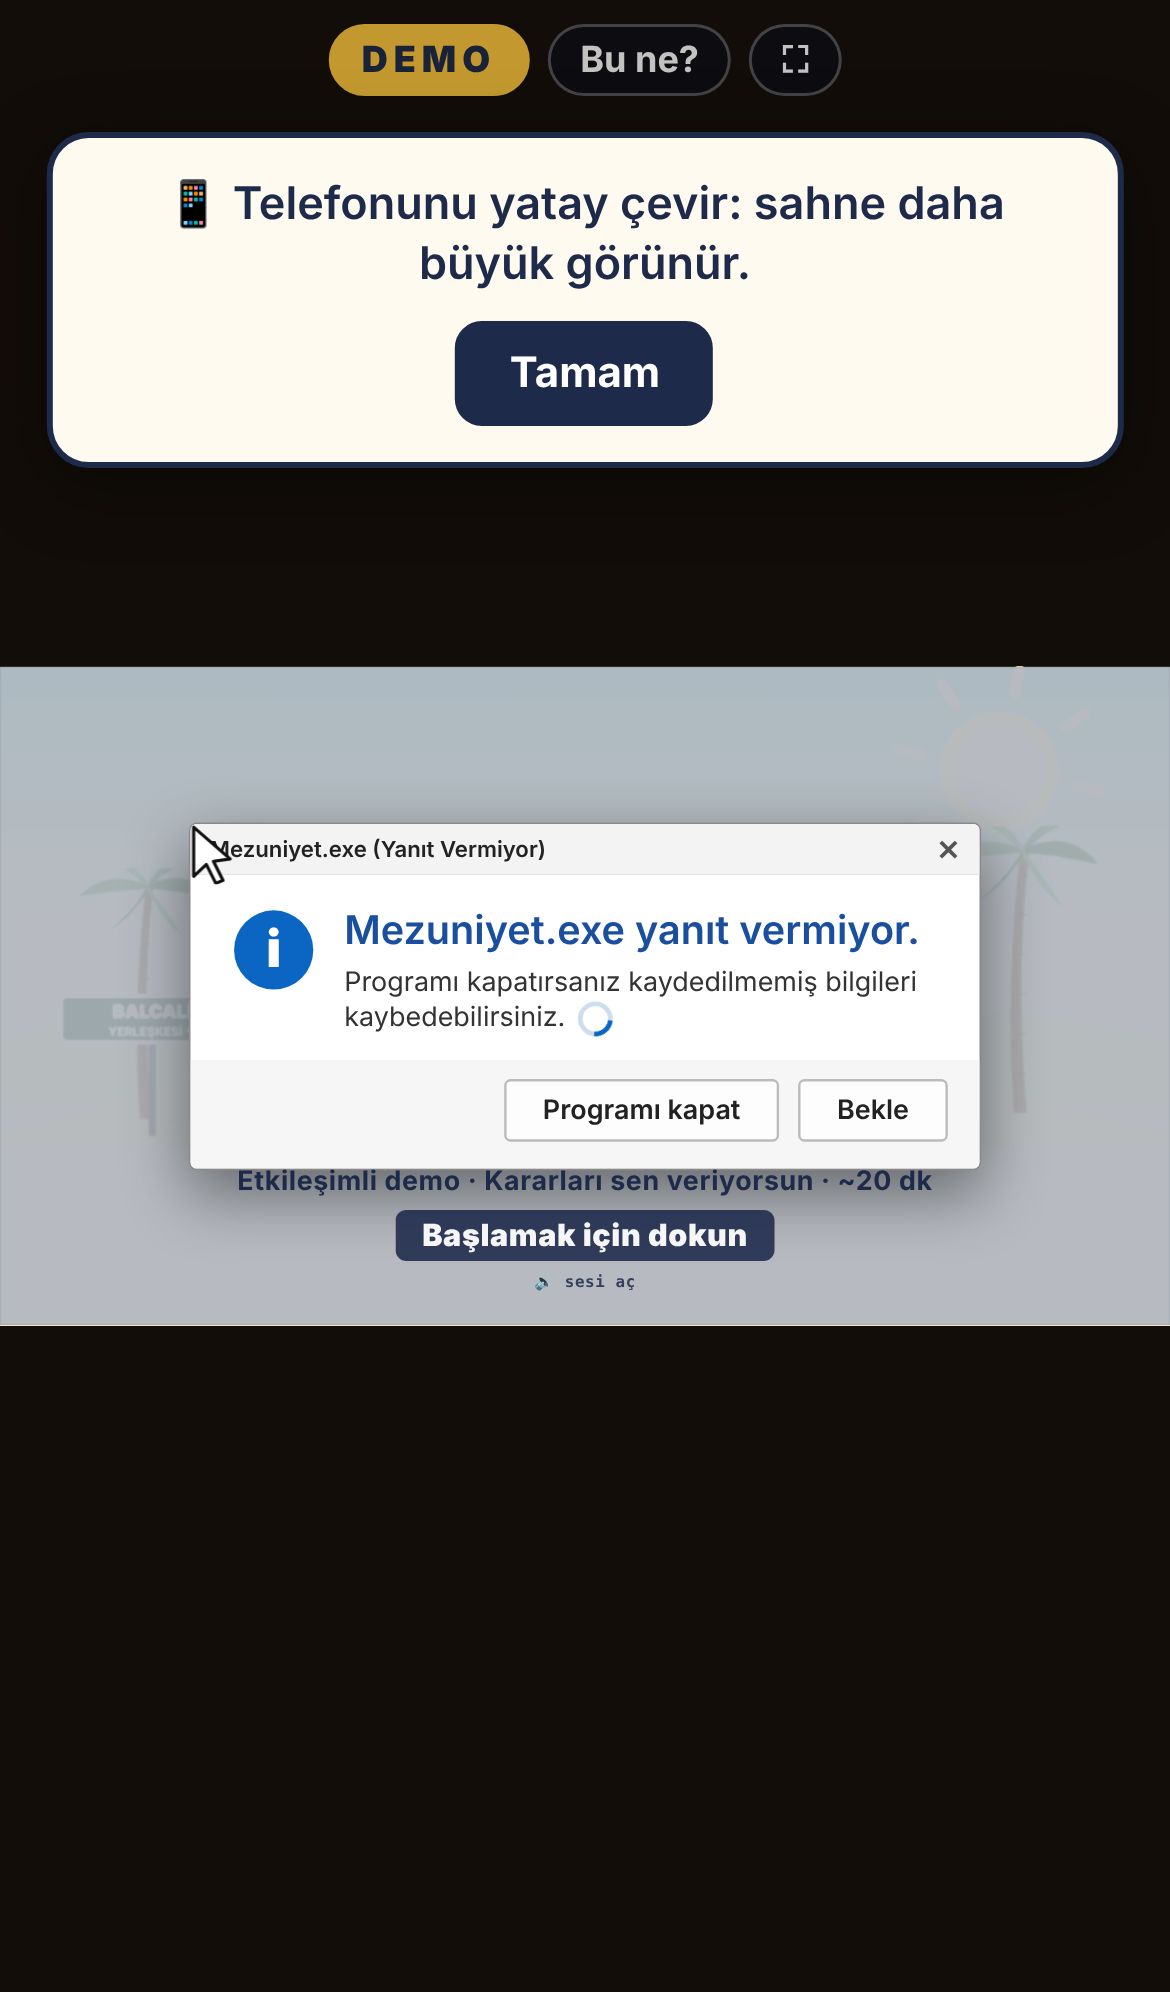 DEMO
Bu ne?
Telefonunu yatay çevir: sahne daha
büyük görünür.
Tamam
Mezuniyet.exe (Yanıt Vermiyor)
Mezuniyet.exe yanıt vermiyor.
Programı kapatırsanız kaydedilmemiş bilgileri
kaybedebilirsiniz.
Programı kapat
Bekle
YERLEŞKESİ
Etkileşimli demo · Kararları sen veriyorsun · ~20 dk
Başlamak için dokun
sesi aç